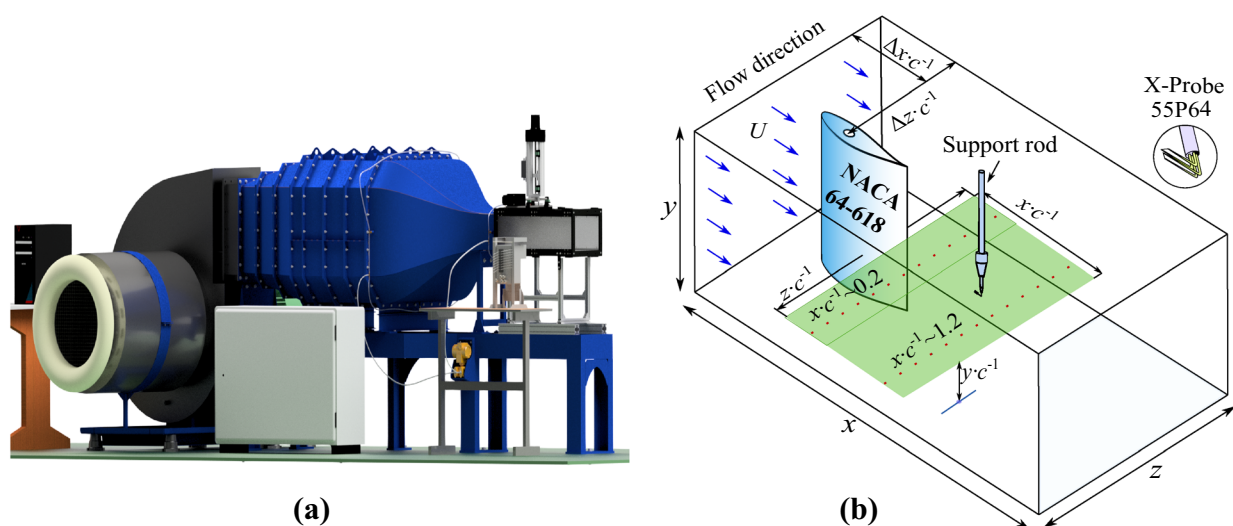 Flow direction
Δx·c⁻¹
Δz·c⁻¹
X-Probe
55P64
U
Support rod
NACA
64-618
y
x·c⁻¹
z·c⁻¹
x·c⁻¹~0.2
x·c⁻¹~1.2
y·c⁻¹
x
z
(a)
(b)